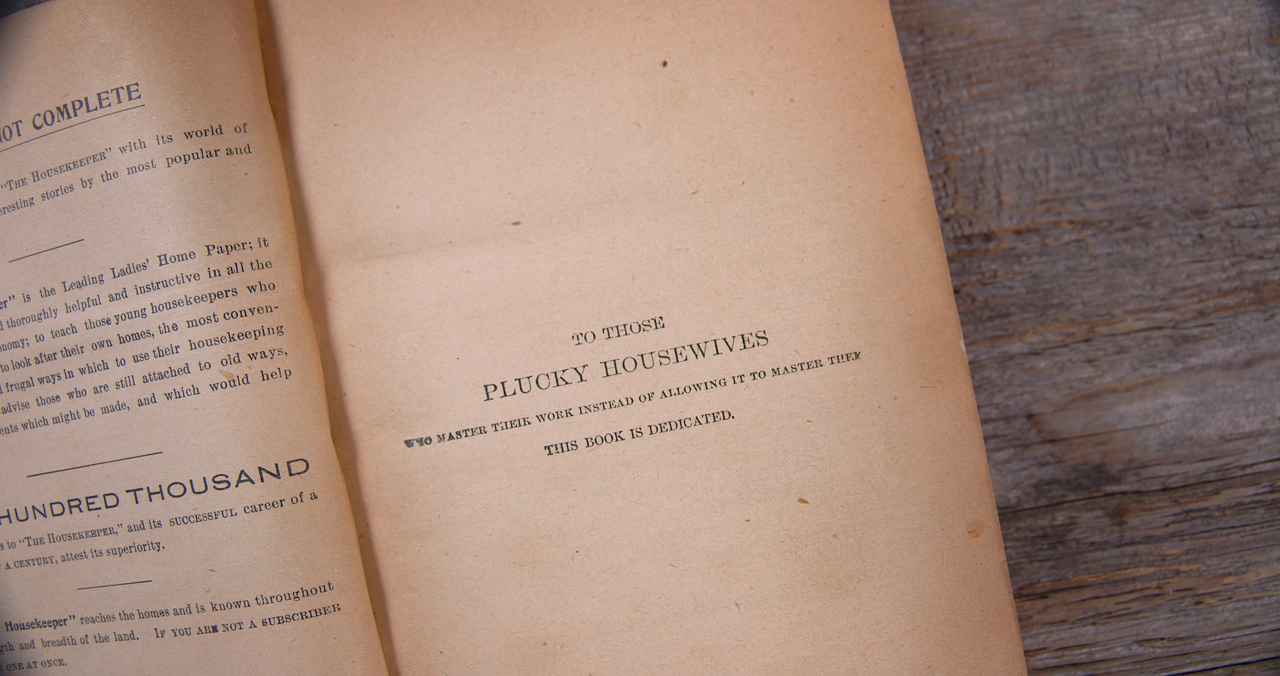 NOT COMPLETE
"THE HOUSEKEEPER" with its world of
stories by the most popular and
is the Leading Ladies' Home Paper; it
thoroughly helpful and instructive in all the
to teach those young housekeepers who
to look after their own homes, the most conven-
frugal ways in which to use their housekeeping
advise those who are still attached to old ways,
which might be made, and which would help
HUNDRED THOUSAND
to "THE HOUSEKEEPER," and its SUCCESSFUL career of a
A CENTURY, attest its superiority.
Housekeeper" reaches the homes and is known throughout
and breadth of the land. IF YOU ARE NOT A SUBSCRIBER
ONE AT ONCE.
TO THOSE
PLUCKY HOUSEWIVES
WHO MASTER THEIR WORK INSTEAD OF ALLOWING IT TO MASTER THEM
THIS BOOK IS DEDICATED.